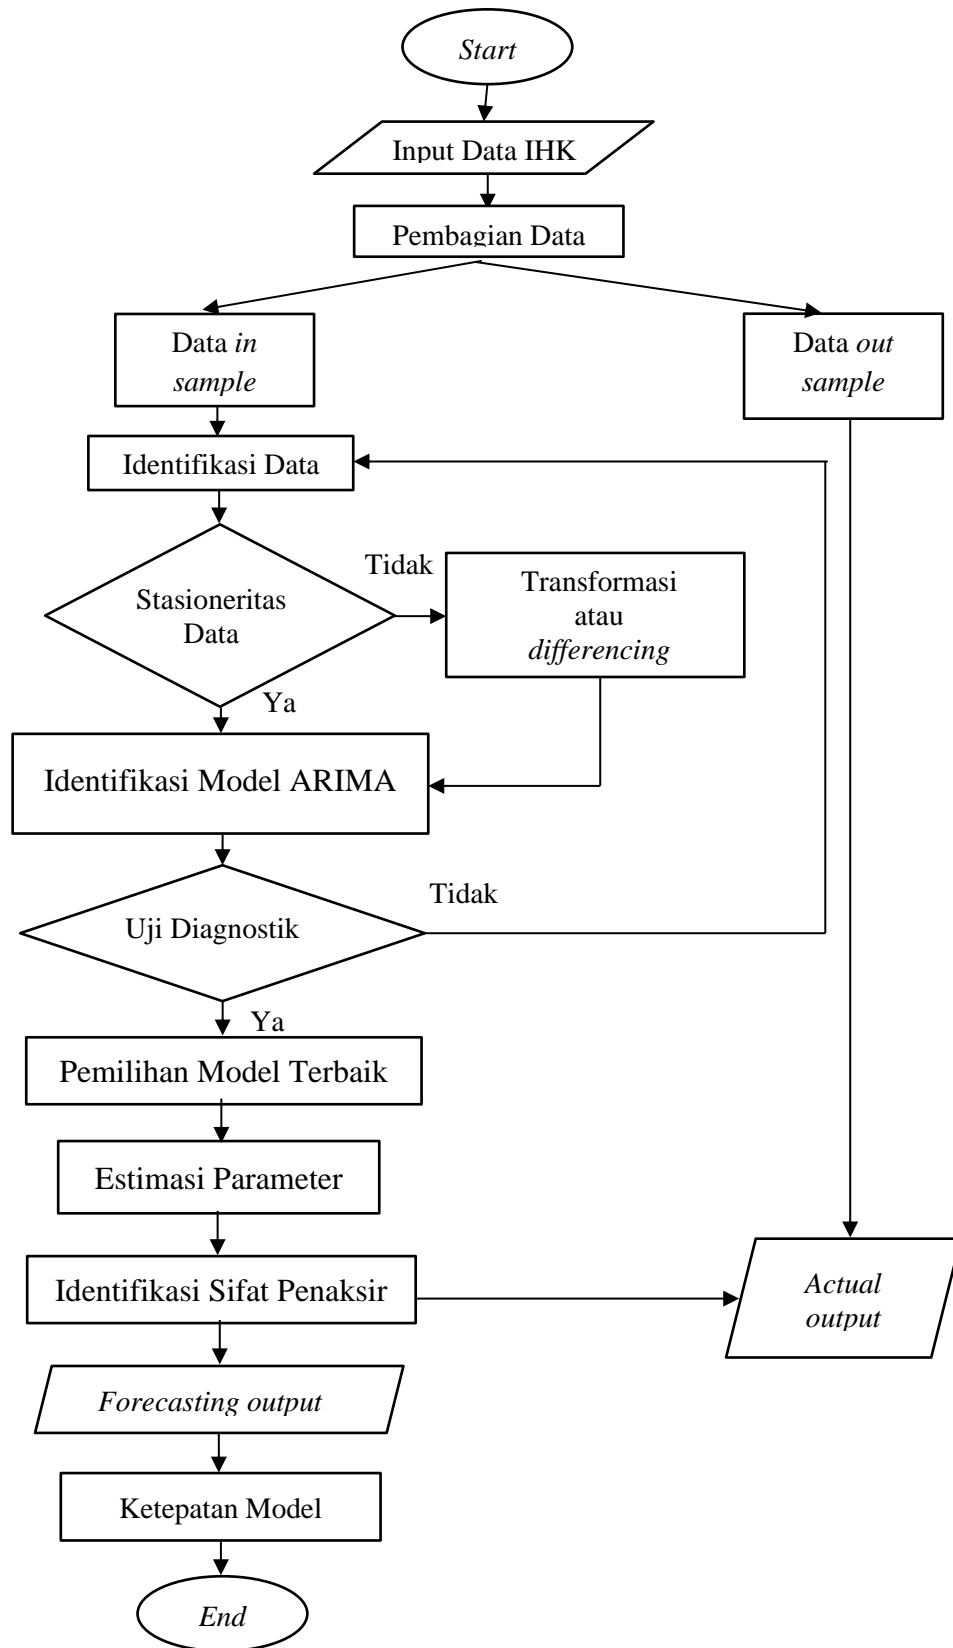 Start
Input Data IHK
Pembagian Data
Data in
sample
Data out
sample
Identifikasi Data
Tidak
Stasioneritas
Data
Transformasi
atau
differencing
Ya
Identifikasi Model ARIMA
Tidak
Uji Diagnostik
Ya
Pemilihan Model Terbaik
Estimasi Parameter
Identifikasi Sifat Penaksir
Actual
output
Forecasting output
Ketepatan Model
End